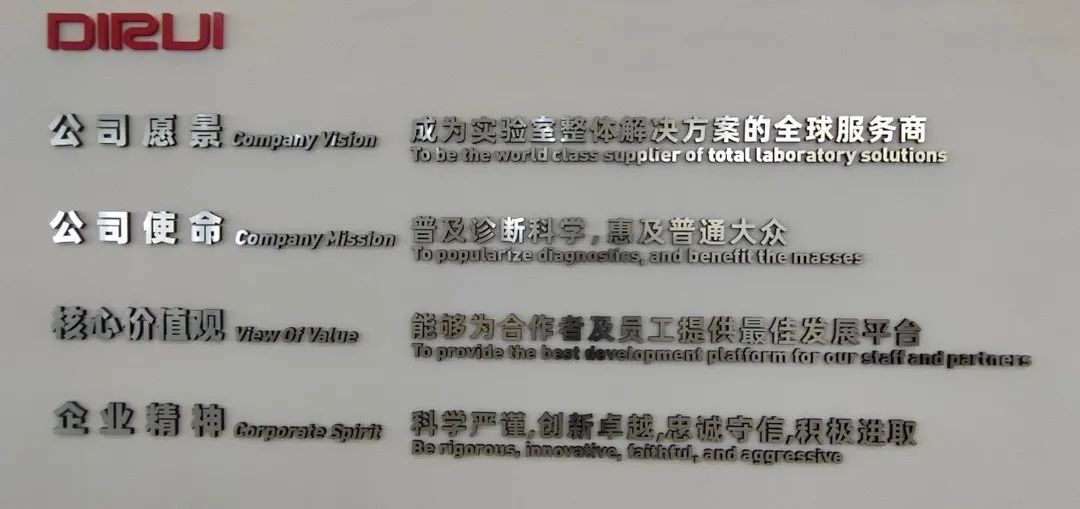 DIRUI
公司愿景 Company Vision
成为实验室整体解决方案的全球服务商
To be the world class supplier of total laboratory solutions
公司使命 Company Mission
普及诊断科学,惠及普通大众
To popularize diagnostics, and benefit the masses
核心价值观 View Of Value
能够为合作者及员工提供最佳发展平台
To provide the best development platform for our staff and partners
企业精神 Corporate Spirit
科学严谨,创新卓越,忠诚守信,积极进取
Be rigorous, innovative, faithful, and aggressive